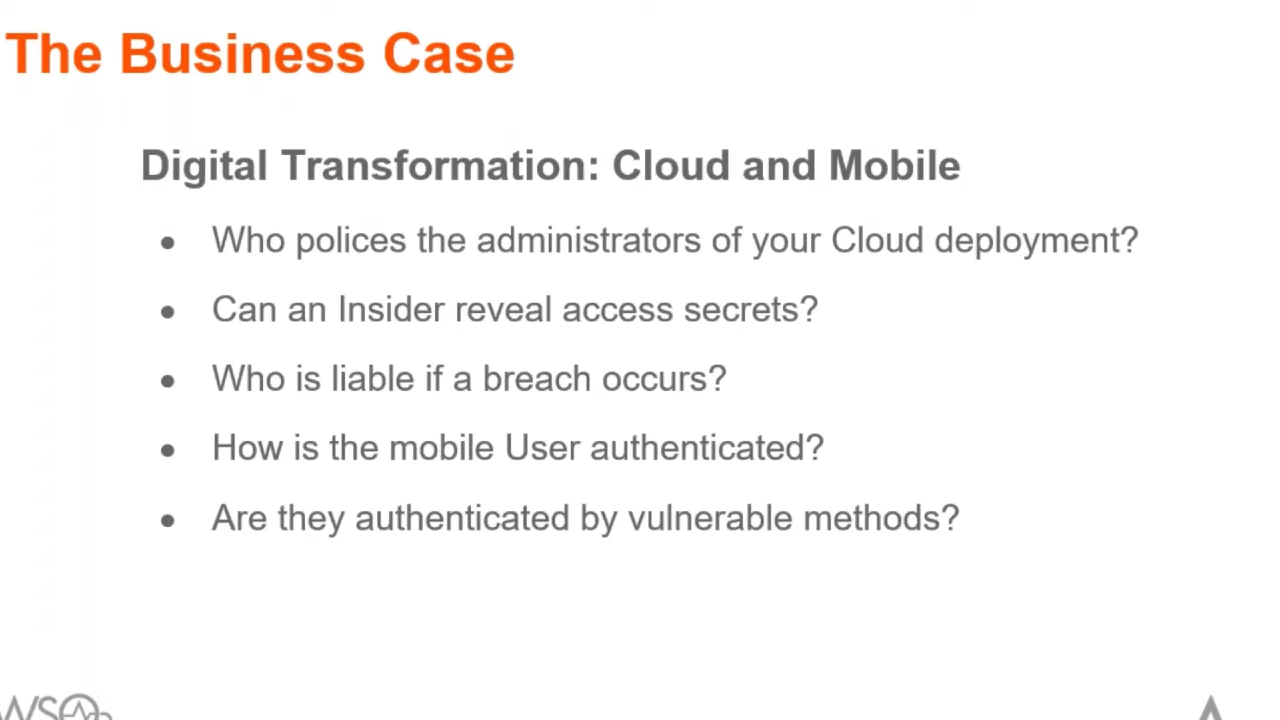 The Business Case
Digital Transformation: Cloud and Mobile
● Who polices the administrators of your Cloud deployment?
● Can an Insider reveal access secrets?
● Who is liable if a breach occurs?
● How is the mobile User authenticated?
● Are they authenticated by vulnerable methods?
WSO2